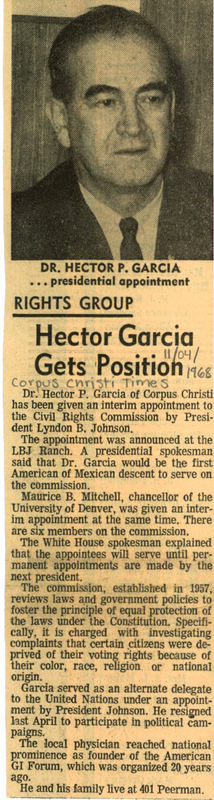 DR. HECTOR P. GARCIA
... presidential appointment
RIGHTS GROUP
Hector Garcia
Gets Position
11/04/
1968
Corpus Christi Times
Dr. Hector P. Garcia of Corpus Christi
has been given an interim appointment to
the Civil Rights Commission by Presi-
dent Lyndon B. Johnson.
The appointment was announced at the
LBJ Ranch. A presidential spokesman
said that Dr. Garcia would be the first
American of Mexican descent to serve on
the commission.
Maurice B. Mitchell, chancellor of the
University of Denver, was given an inter-
im appointment at the same time. There
are six members on the commission.
The White House spokesman explained
that the appointees will serve until per-
manent appointments are made by the
next president.
The commission, established in 1957,
reviews laws and government policies to
foster the principle of equal protection of
the laws under the Constitution. Specifi-
cally, it is charged with investigating
complaints that certain citizens were de-
prived of their voting rights because of
their color, race, religion or national
origin.
Garcia served as an alternate delegate
to the United Nations under an appoint-
ment by President Johnson. He resigned
last April to participate in political cam-
paigns.
The local physician reached national
prominence as founder of the American
GI Forum, which was organized 20 years
ago.
He and his family live at 401 Peerman.